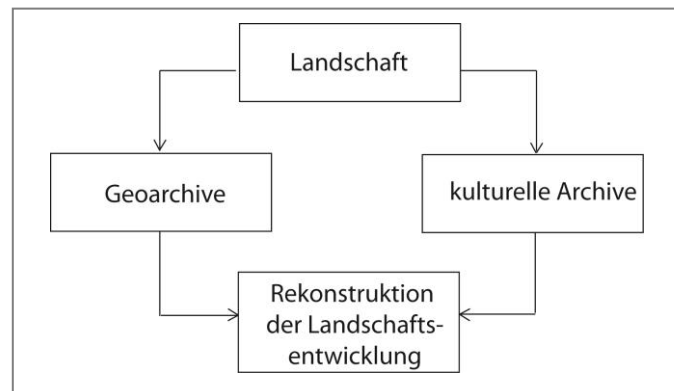 Landschaft
Geoarchive
kulturelle Archive
Rekonstruktion
der Landschafts-
entwicklung